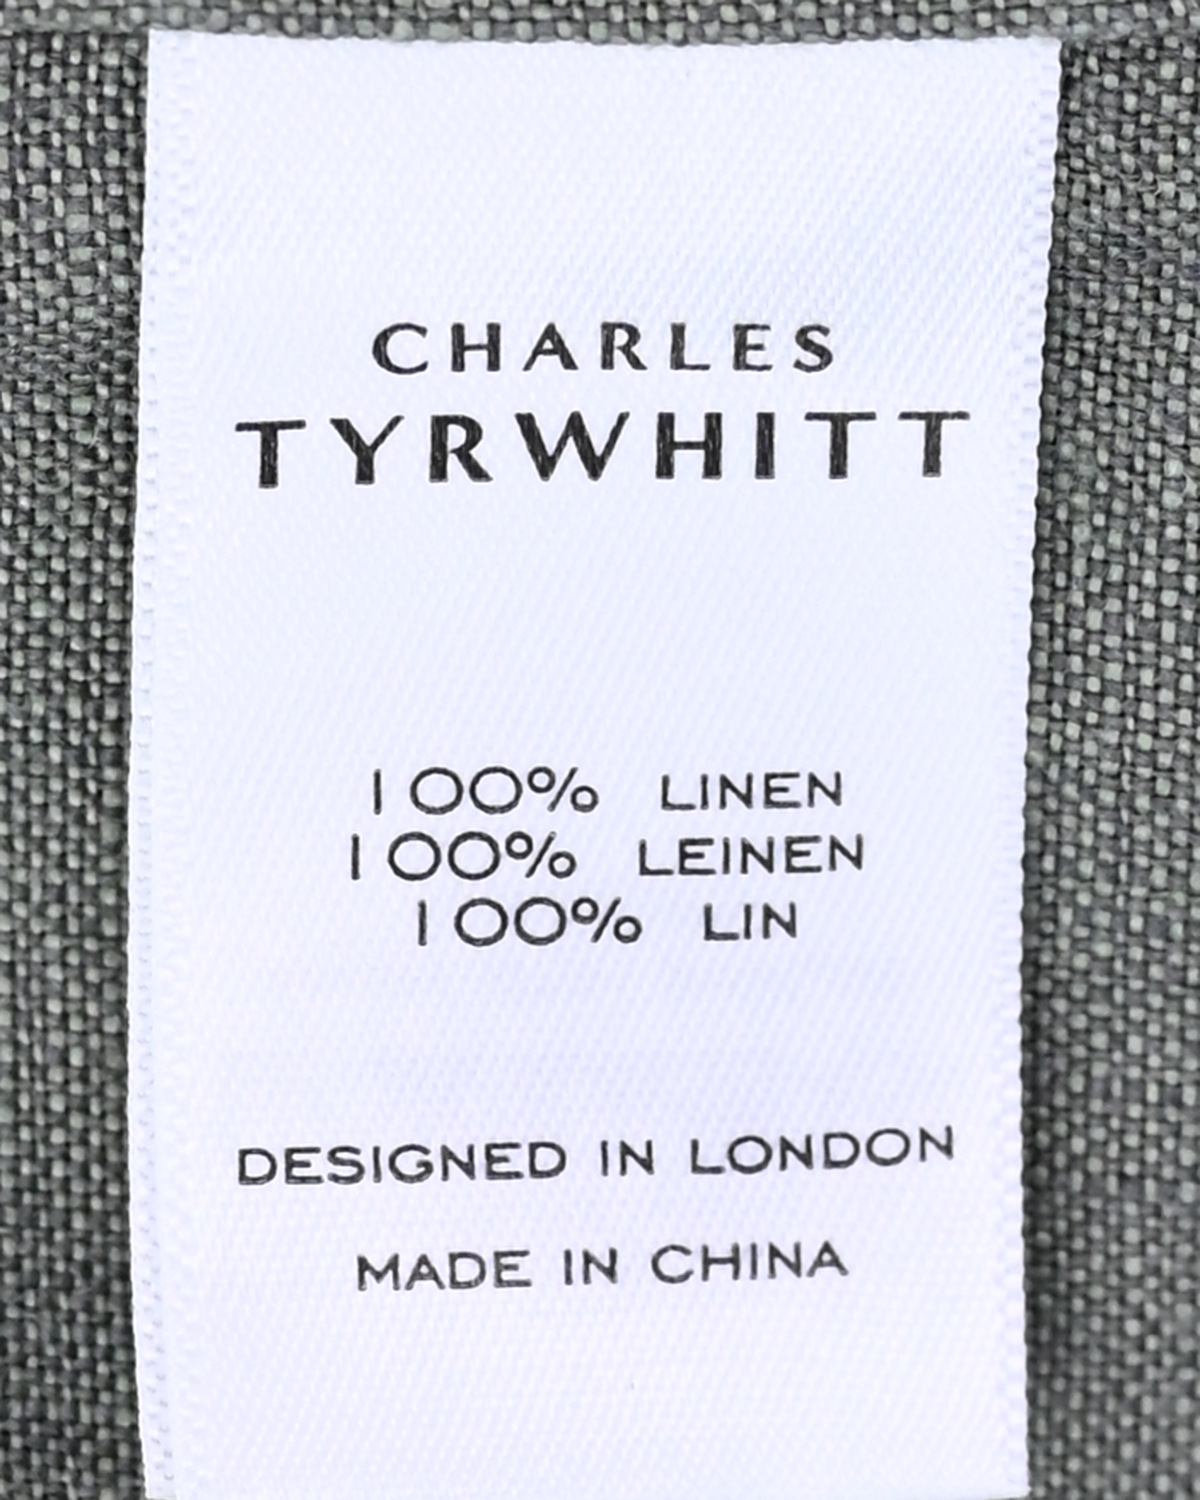 CHARLES
TYRWHITT
100% LINEN
100% LEINEN
100% LIN
DESIGNED IN LONDON
MADE IN CHINA